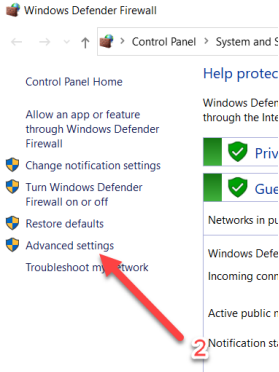 Windows Defender Firewall
Control Panel
System and S
Control Panel Home
Allow an app or feature
through Windows Defender
Firewall
Change notification settings
Turn Windows Defender
Firewall on or off
Restore defaults
Advanced settings
Troubleshoot my network
Help protec
Windows Defen
through the Inte
Priv
Gue
Networks in pu
Windows Defe
Incoming conn
Active public n
2
Notification sta